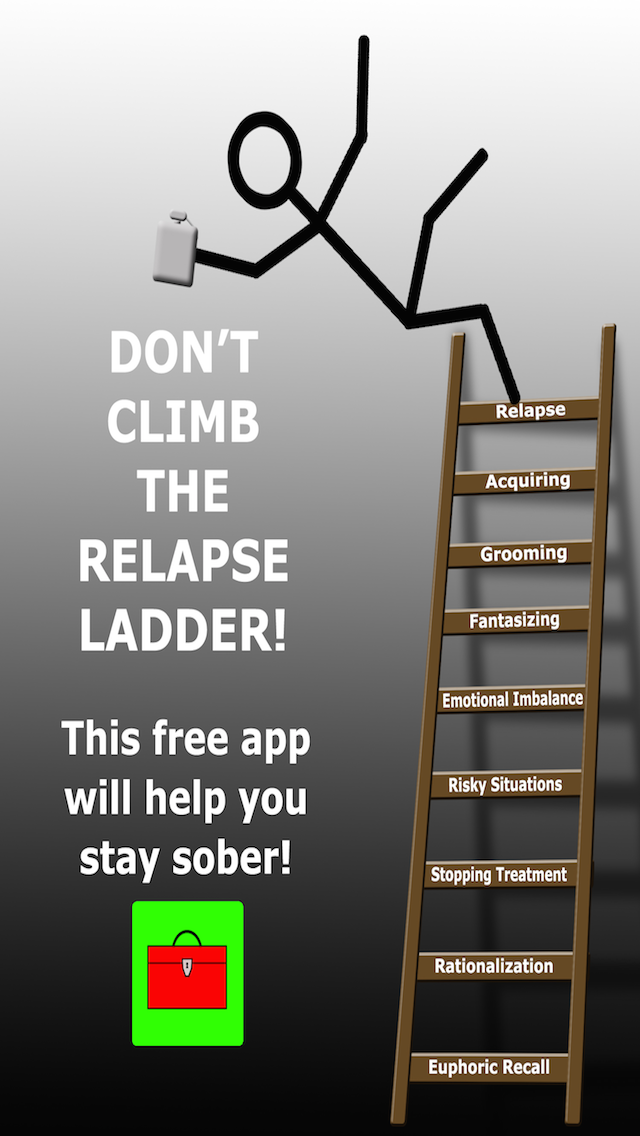 DON'T
CLIMB
THE
RELAPSE
LADDER!
This free app
will help you
stay sober!
Relapse
Acquiring
Grooming
Fantasizing
Emotional Imbalance
Risky Situations
Stopping Treatment
Rationalization
Euphoric Recall